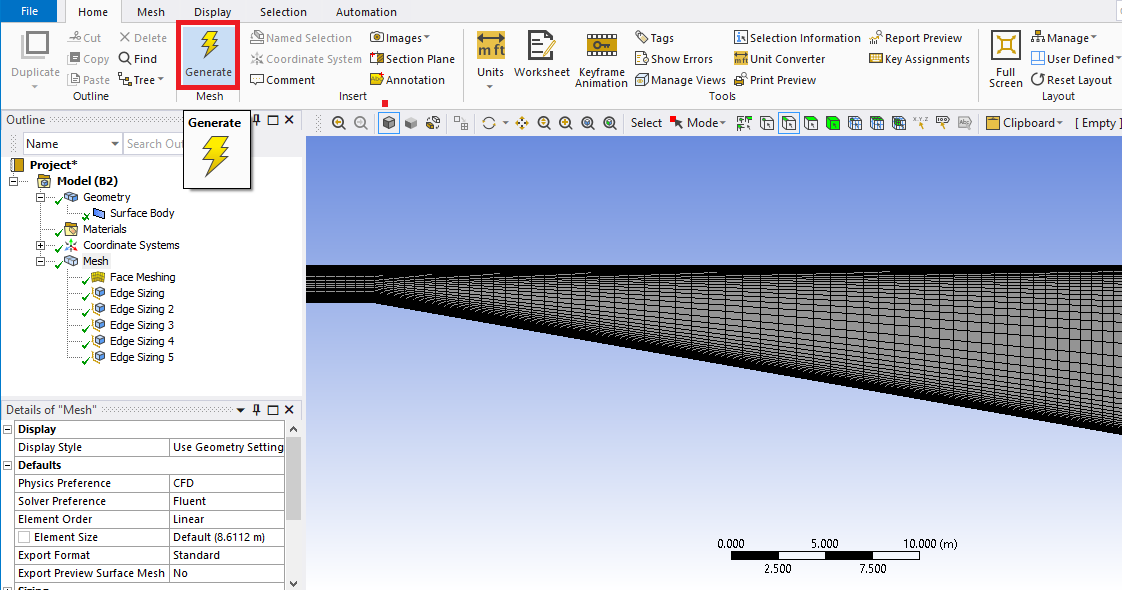 File Home Mesh Display Selection Automation
Duplicate Cut Delete
Copy Find
Paste Tree
Outline
Generate
Mesh
Named Selection Images
Coordinate System Section Plane
Comment Annotation
Insert
Units Worksheet Keyframe Animation
Tags
Show Errors
Manage Views
Selection Information Report Preview
Unit Converter Key Assignments
Print Preview
Tools
Full Screen
Manage
User Defined
Reset Layout
Layout
Outline
Generate
Name Search Out
Select Mode Clipboard [ Empty ]
Project*
Model (B2)
Geometry
Surface Body
Materials
Coordinate Systems
Mesh
Face Meshing
Edge Sizing
Edge Sizing 2
Edge Sizing 3
Edge Sizing 4
Edge Sizing 5
Details of "Mesh"
Display
Display Style Use Geometry Setting
Defaults
Physics Preference CFD
Solver Preference Fluent
Element Order Linear
Element Size Default (8.6112 m)
Export Format Standard
Export Preview Surface Mesh No
0.000 5.000 10.000 (m)
2.500 7.500